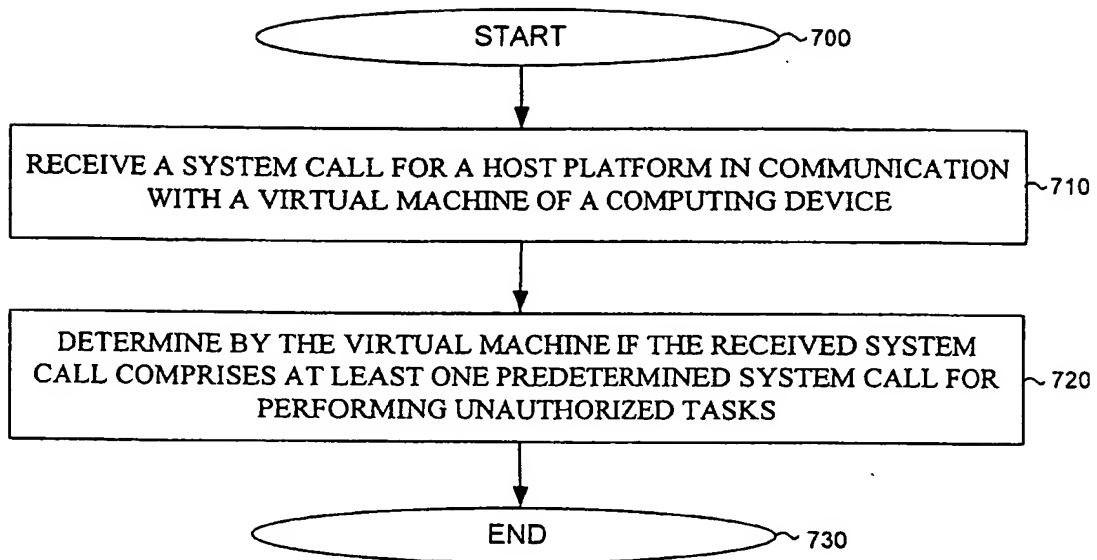 START
700
RECEIVE A SYSTEM CALL FOR A HOST PLATFORM IN COMMUNICATION
WITH A VIRTUAL MACHINE OF A COMPUTING DEVICE
710
DETERMINE BY THE VIRTUAL MACHINE IF THE RECEIVED SYSTEM
CALL COMPRISES AT LEAST ONE PREDETERMINED SYSTEM CALL FOR
PERFORMING UNAUTHORIZED TASKS
720
END
730